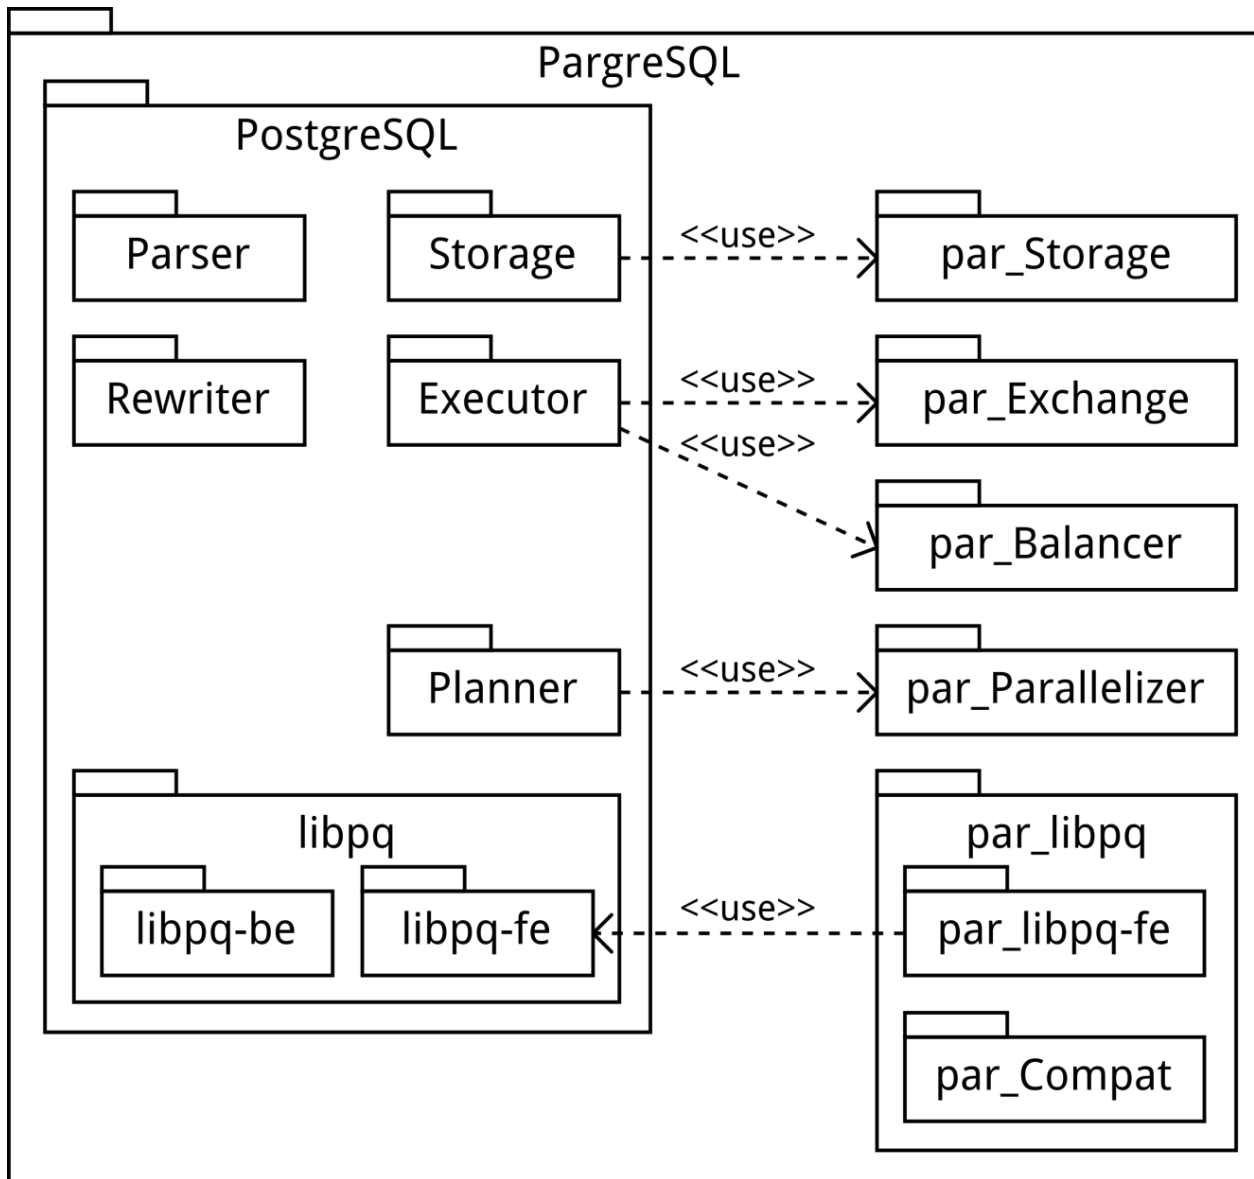 PargreSQL
PostgreSQL
Parser
Storage
<<use>>
par_Storage
Rewriter
Executor
<<use>>
par_Exchange
<<use>>
par_Balancer
Planner
<<use>>
par_Parallelizer
libpq
par_libpq
libpq-be
libpq-fe
<<use>>
par_libpq-fe
par_Compat